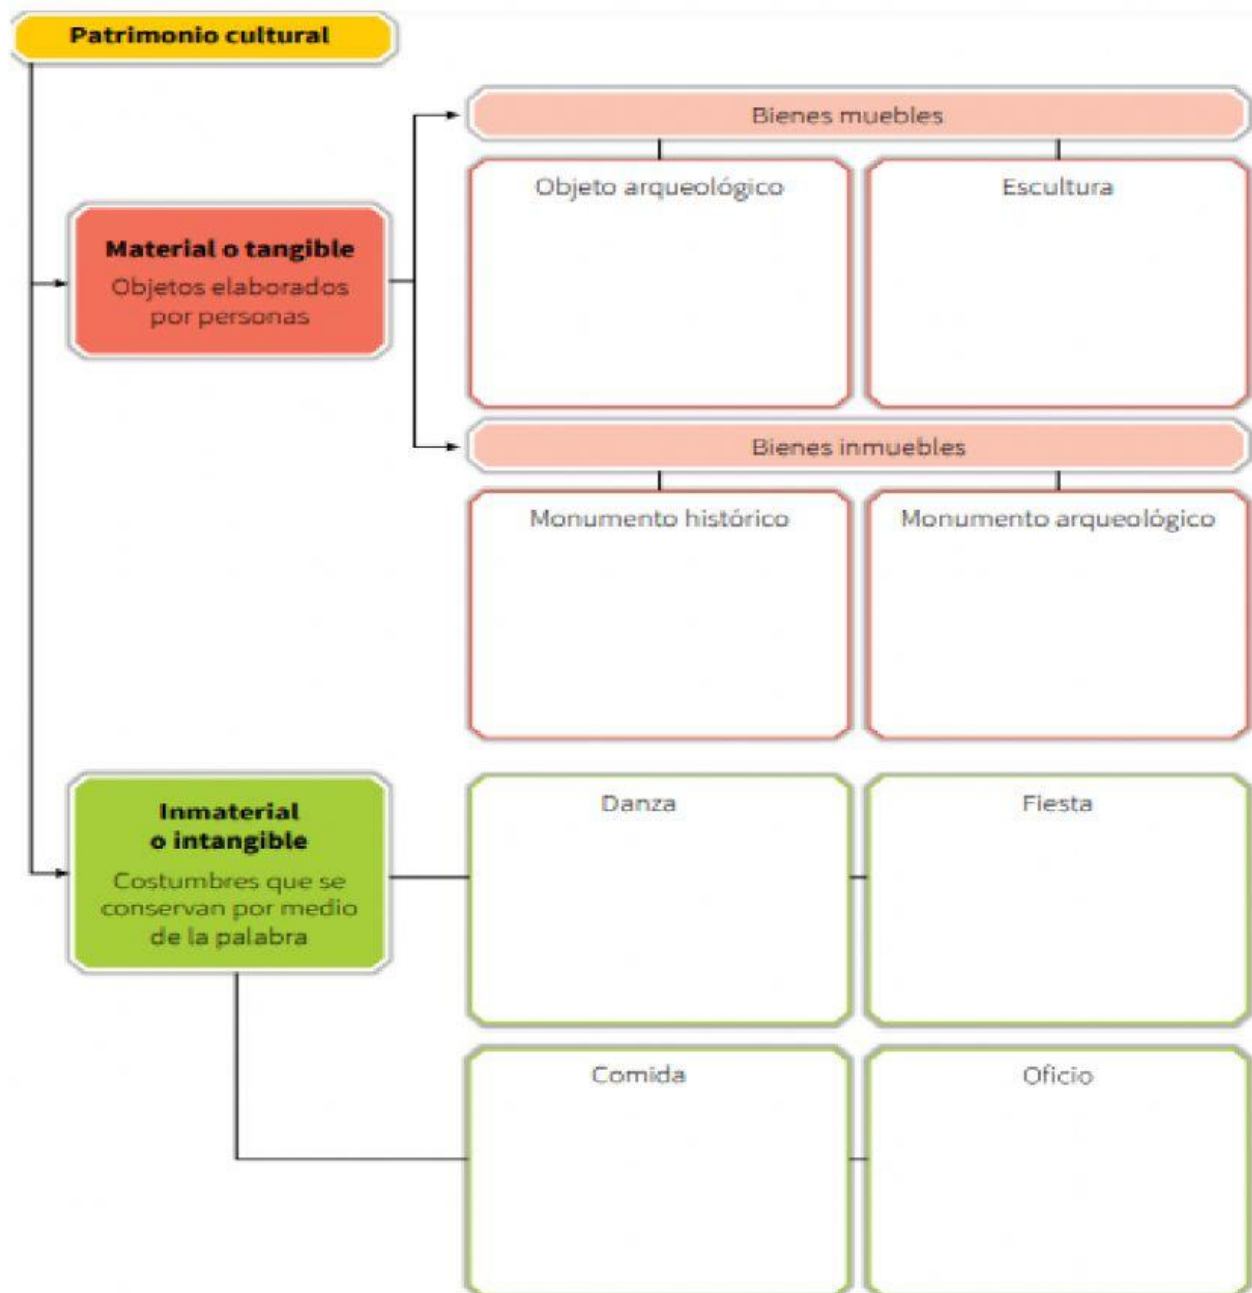 Patrimonio cultural
Bienes muebles
Objeto arqueológico
Escultura
Material o tangible
Objetos elaborados
por personas
Bienes inmuebles
Monumento histórico
Monumento arqueológico
Inmaterial
o intangible
Costumbres que se
conservan por medio
de la palabra
Danza
Fiesta
Comida
Oficio